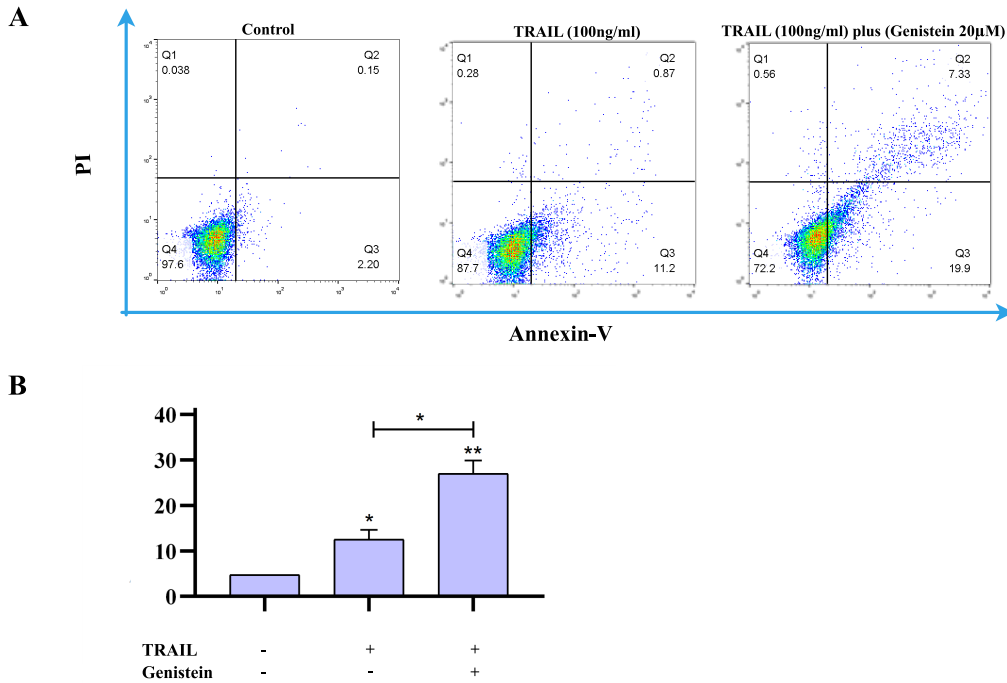 A
Control
TRAIL (100ng/ml)
TRAIL (100ng/ml) plus (Genistein 20μM)
Q1
0.038
Q2
0.15
Q4
97.6
Q3
2.20
Q1
0.28
Q2
0.87
Q4
87.7
Q3
11.2
Q1
0.56
Q2
7.33
Q4
72.2
Q3
19.9
PI
Annexin-V
B
40
30
20
10
0
*
*
**
TRAIL - + +
Genistein - - +